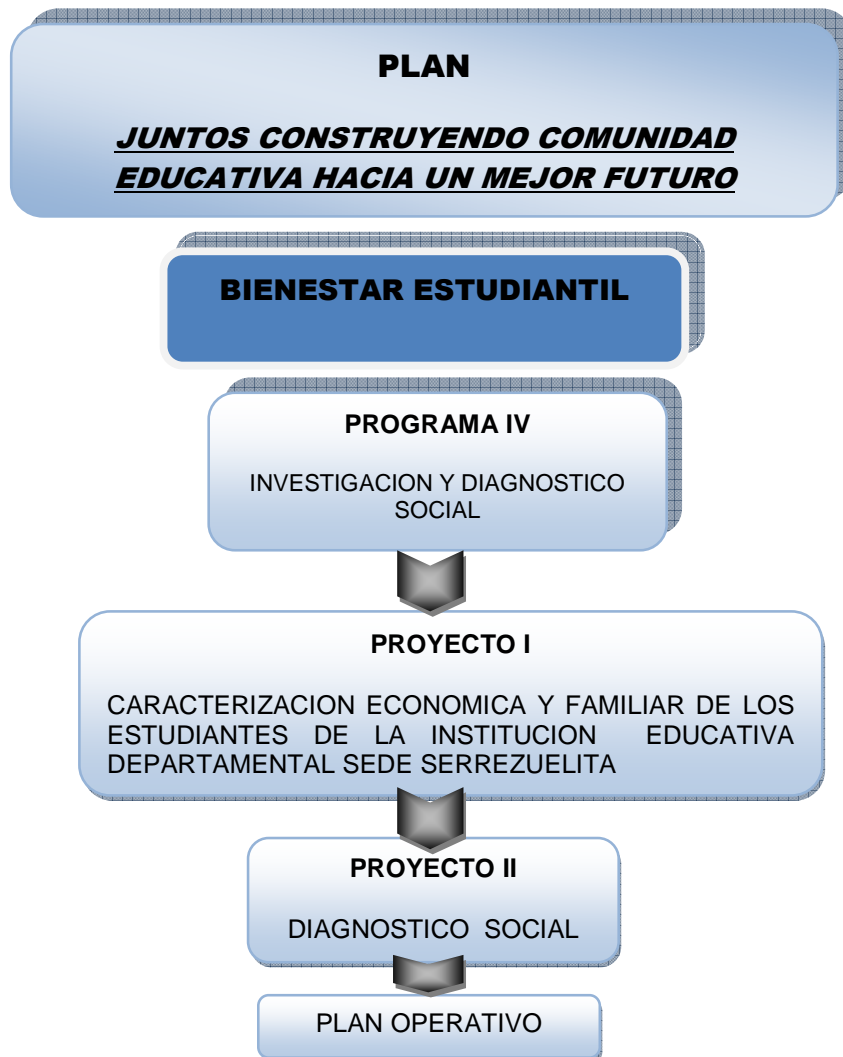 PLAN
JUNTOS CONSTRUYENDO COMUNIDAD
EDUCATIVA HACIA UN MEJOR FUTURO
BIENESTAR ESTUDIANTIL
PROGRAMA IV
INVESTIGACION Y DIAGNOSTICO
SOCIAL
PROYECTO I
CARACTERIZACION ECONOMICA Y FAMILIAR DE LOS
ESTUDIANTES DE LA INSTITUCION EDUCATIVA
DEPARTAMENTAL SEDE SERREZUELITA
PROYECTO II
DIAGNOSTICO SOCIAL
PLAN OPERATIVO